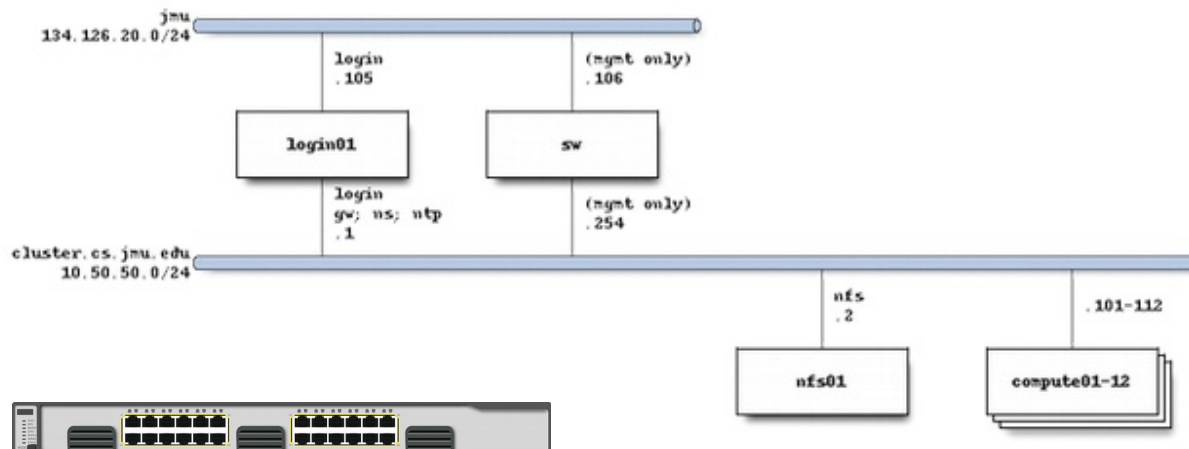 jmu
134.126.20.0/24
login
.105
(mgmt only)
.106
login01
sw
login
gw; ns; ntp
.1
(mgmt only)
.254
cluster.cs.jmu.edu
10.50.50.0/24
nfs
.2
.101-112
nfs01
compute01-12